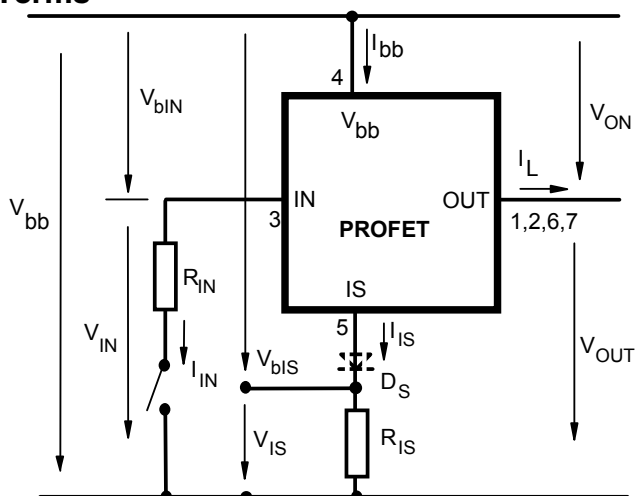 Terms
I_bb
4
V_bIN
V_bb
V_ON
I_L
V_bb
IN
OUT
3
PROFET
1,2,6,7
R_IN
IS
V_IN
I_IN
5
I_IS
V_bIS
V_OUT
D_S
V_IS
R_IS